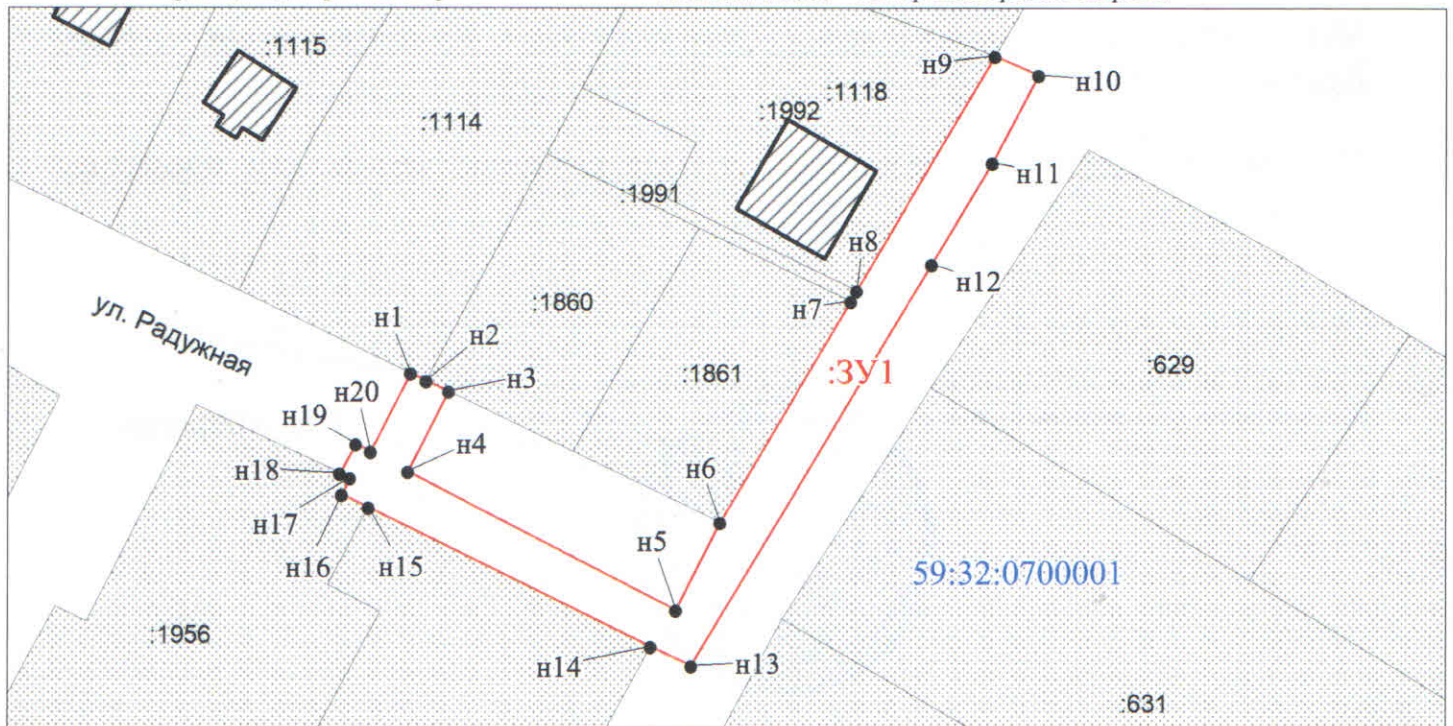 :1115
н9
н10
:1118
:1992
:1114
н11
:1991
н8
н12
:1860
н7
ул. Радужная
н1
н2
:629
:1861
:ЗУ1
н3
н20
н19
н4
н18
н6
н17
н5
н16
н15
59:32:0700001
:1956
н14
н13
:631